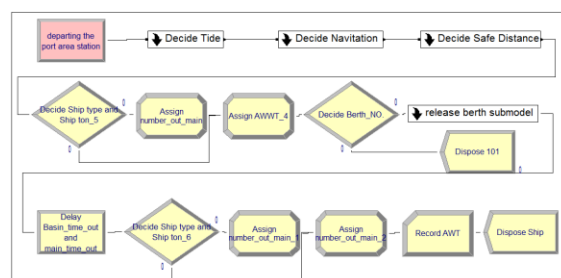 departing the
port area station
Decide Tide
Decide Navitation
Decide Safe Distance
Decide Ship type and
Ship ton_5
Assign
number_out_main
Assign AWWT_4
Decide Berth_NO.
release berth submodel
Dispose 101
Delay
Basin_time_out
and
main_time_out
Decide Ship type and
Ship ton_6
Assign
number_out_main_1
Assign
number_out_main_2
Record AWT
Dispose Ship